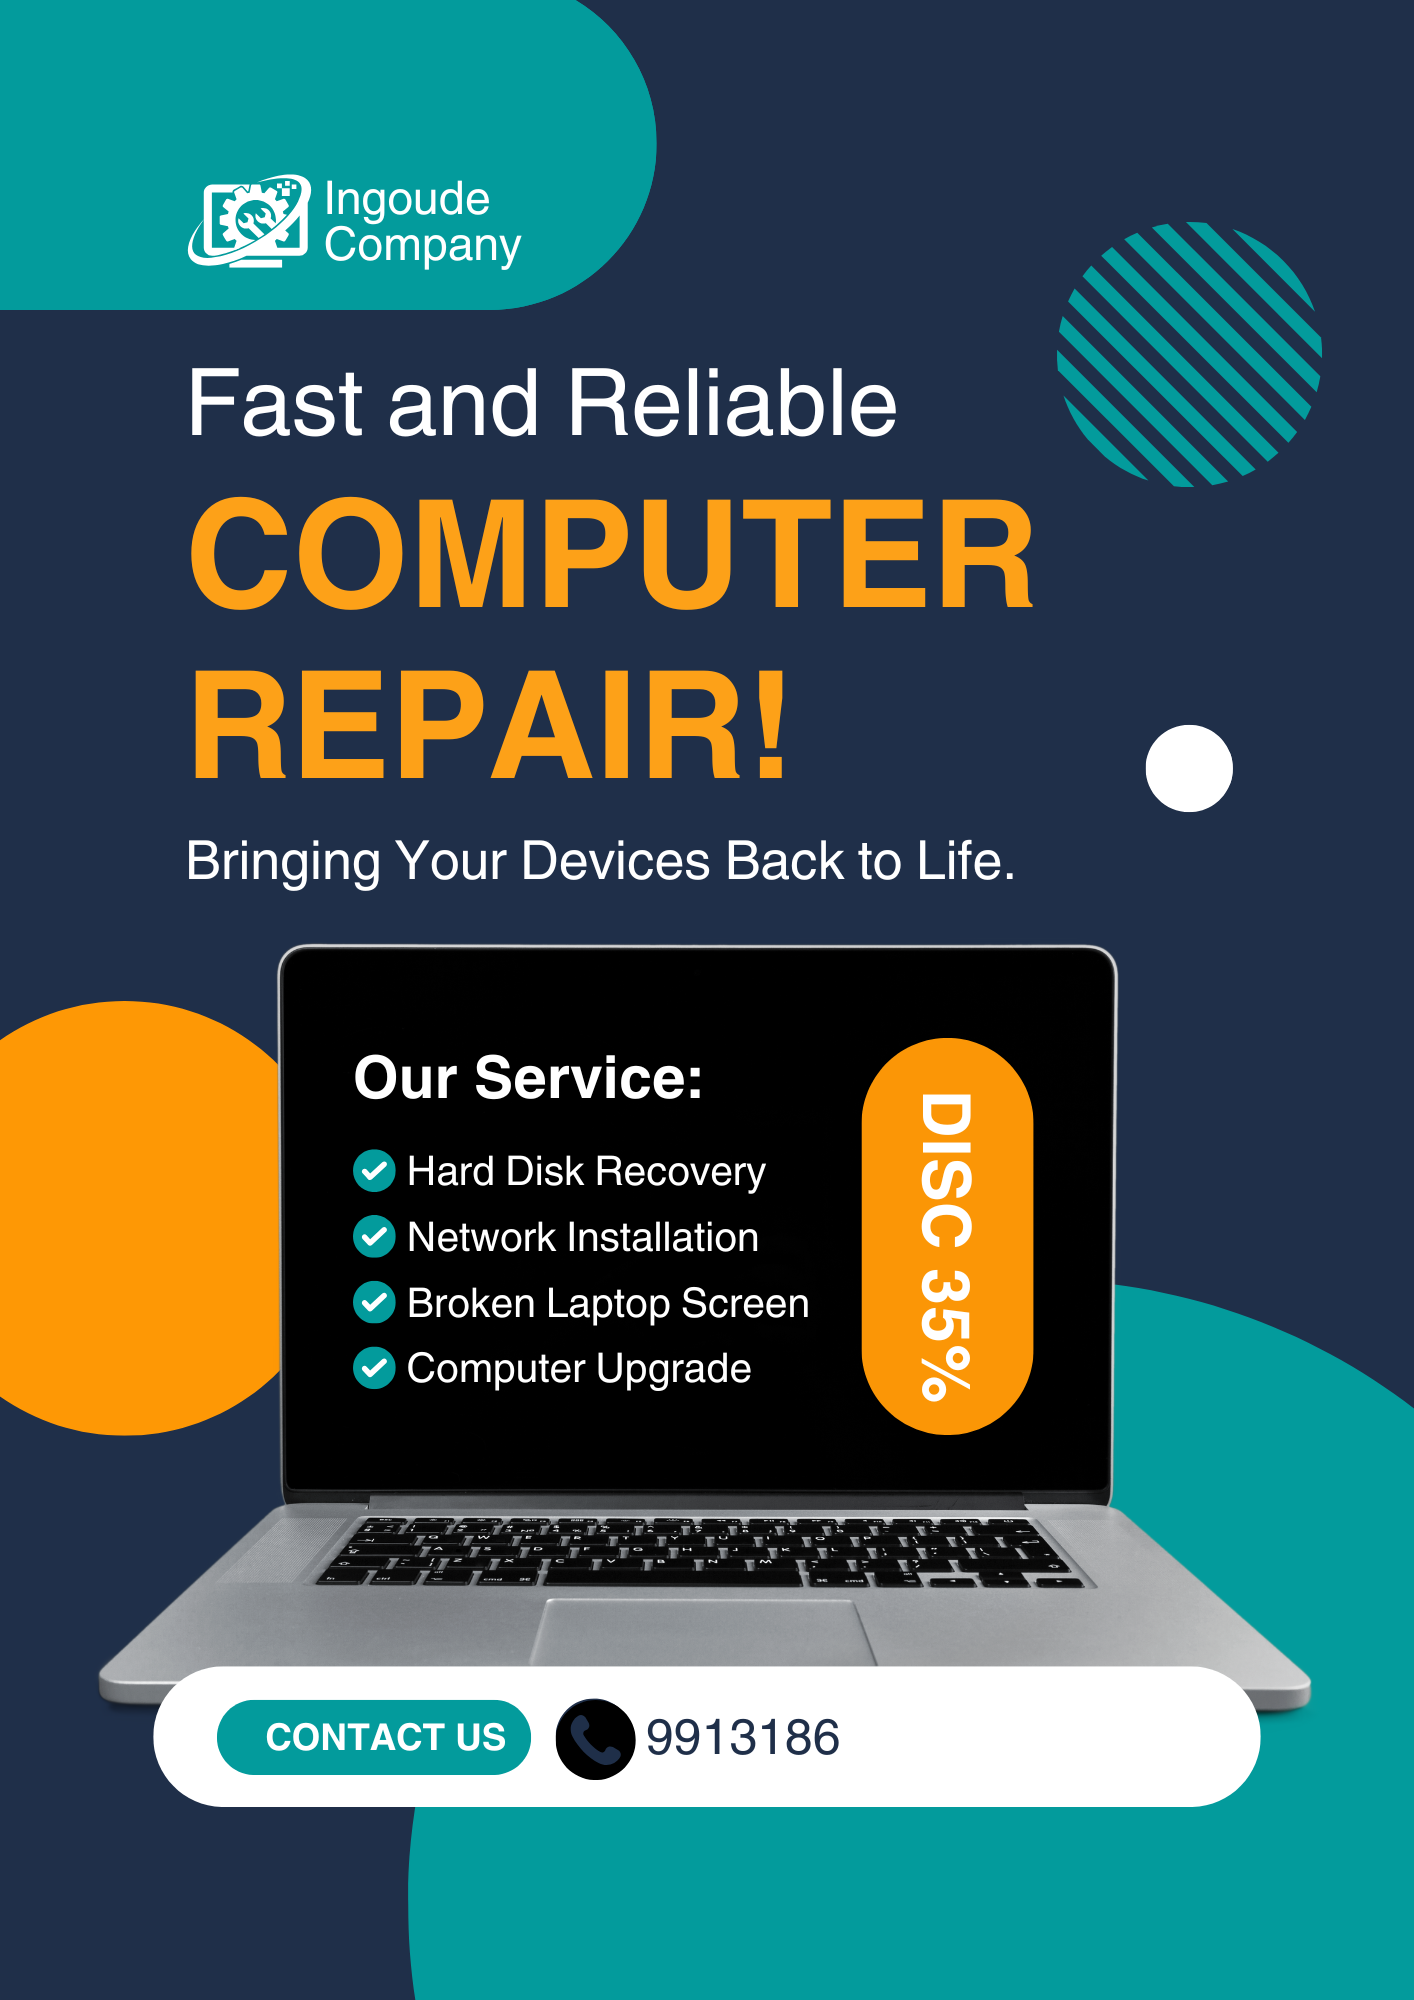 Ingoude
Company
Fast and Reliable
COMPUTER
REPAIR!
Bringing Your Devices Back to Life.
Our Service:
Hard Disk Recovery
Network Installation
Broken Laptop Screen
Computer Upgrade
DISC 35%
CONTACT US
9913186